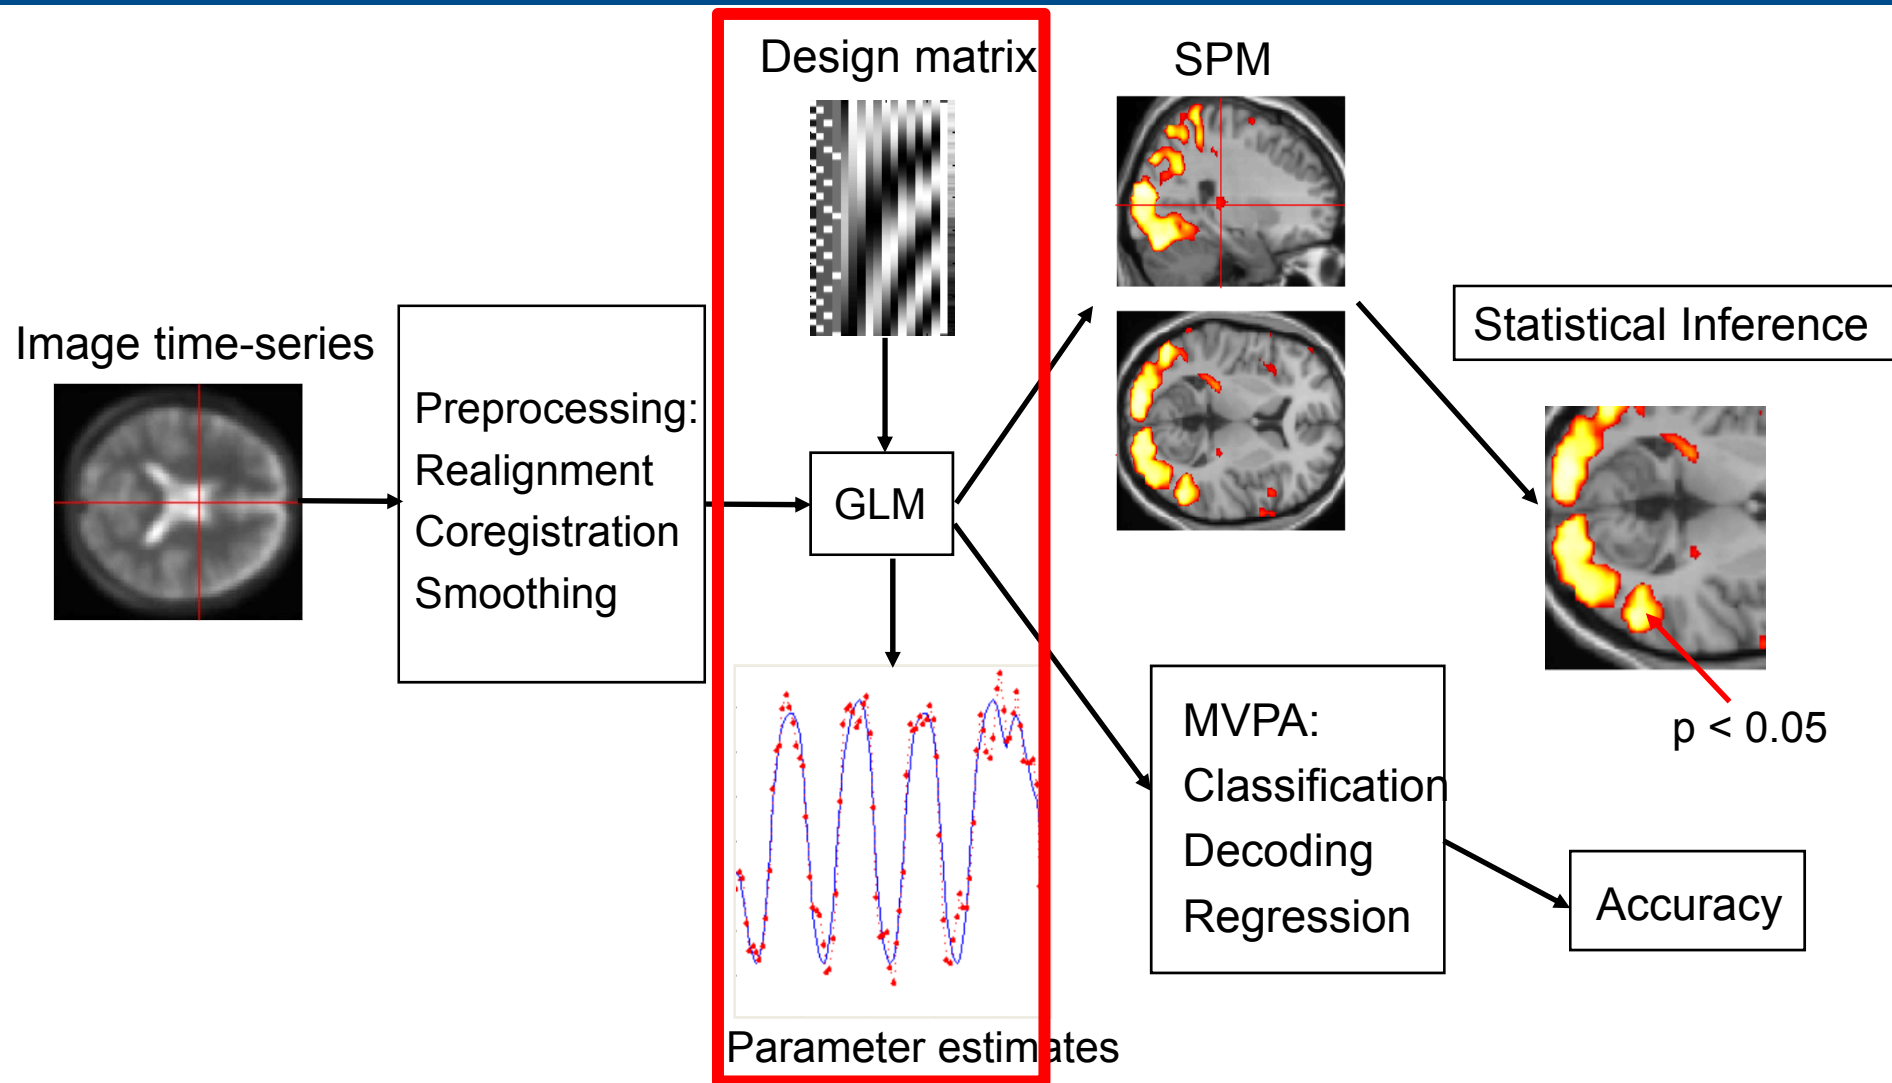 Design matrix
SPM
Image time-series
Preprocessing:
Realignment
Coregistration
Smoothing
GLM
Statistical Inference
p < 0.05
MVPA:
Classification
Decoding
Regression
Accuracy
Parameter estimates